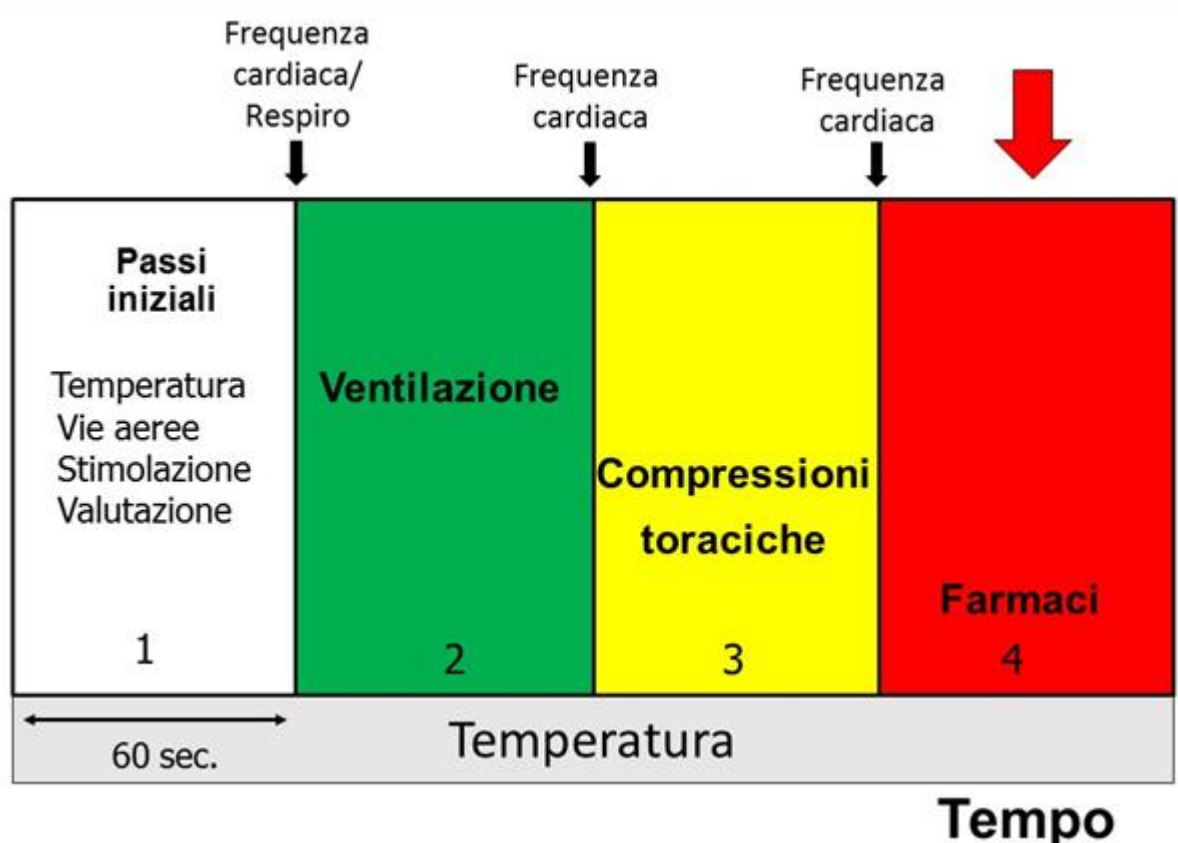 Frequenza
cardiaca/
Respiro
Frequenza
cardiaca
Frequenza
cardiaca
Passi
iniziali
Temperatura
Vie aeree
Stimolazione
Valutazione
1
Ventilazione
2
Compressioni
toraciche
3
Farmaci
4
60 sec.
Temperatura
Tempo